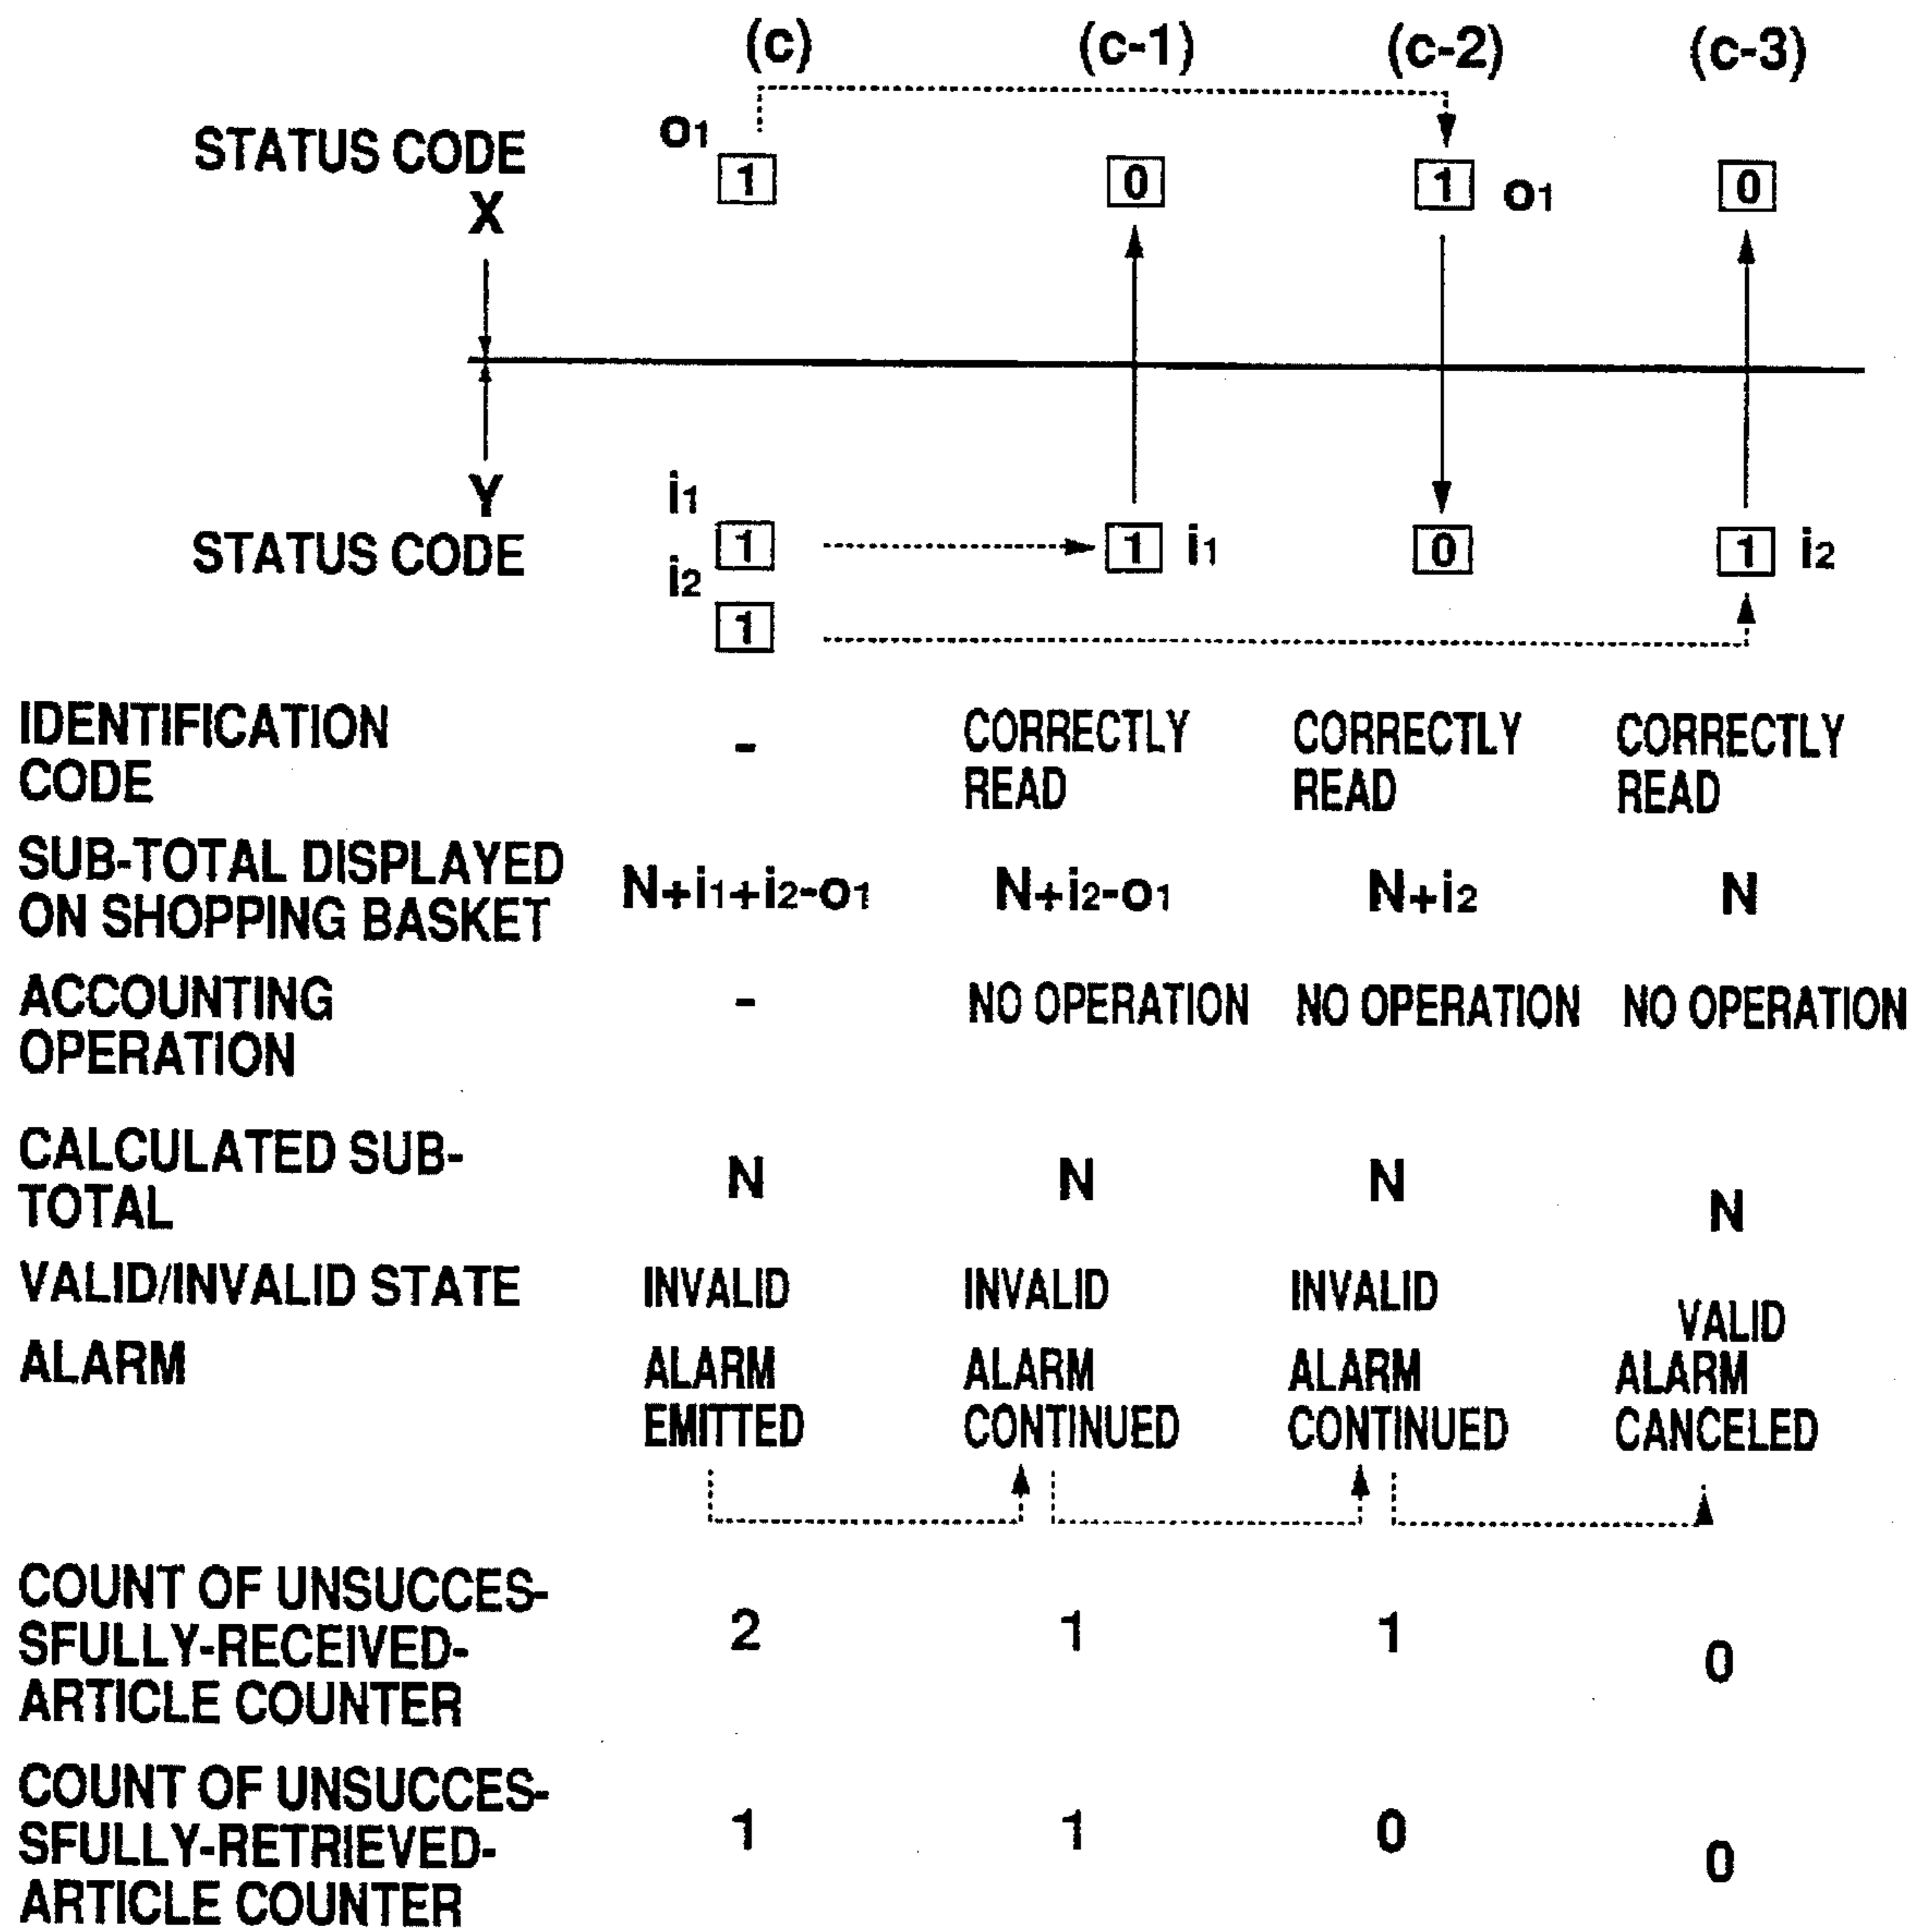 (c) (c-1) (c-2) (c-3)
o1
STATUS CODE 1 0 1 o1 0
X
Y i1
STATUS CODE 1 1 i1 0 1 i2
i2
1
IDENTIFICATION CORRECTLY CORRECTLY CORRECTLY
CODE - READ READ READ
SUB-TOTAL DISPLAYED
ON SHOPPING BASKET N+i1+i2-o1 N+i2-o1 N+i2 N
ACCOUNTING - NO OPERATION NO OPERATION NO OPERATION
OPERATION
CALCULATED SUB- N N N
TOTAL N
VALID/INVALID STATE INVALID INVALID INVALID
VALID
ALARM ALARM ALARM ALARM ALARM
EMITTED CONTINUED CONTINUED CANCELED
COUNT OF UNSUCCES-
SFULLY-RECEIVED- 2 1 1 0
ARTICLE COUNTER
COUNT OF UNSUCCES-
SFULLY-RETRIEVED- 1 1 0 0
ARTICLE COUNTER